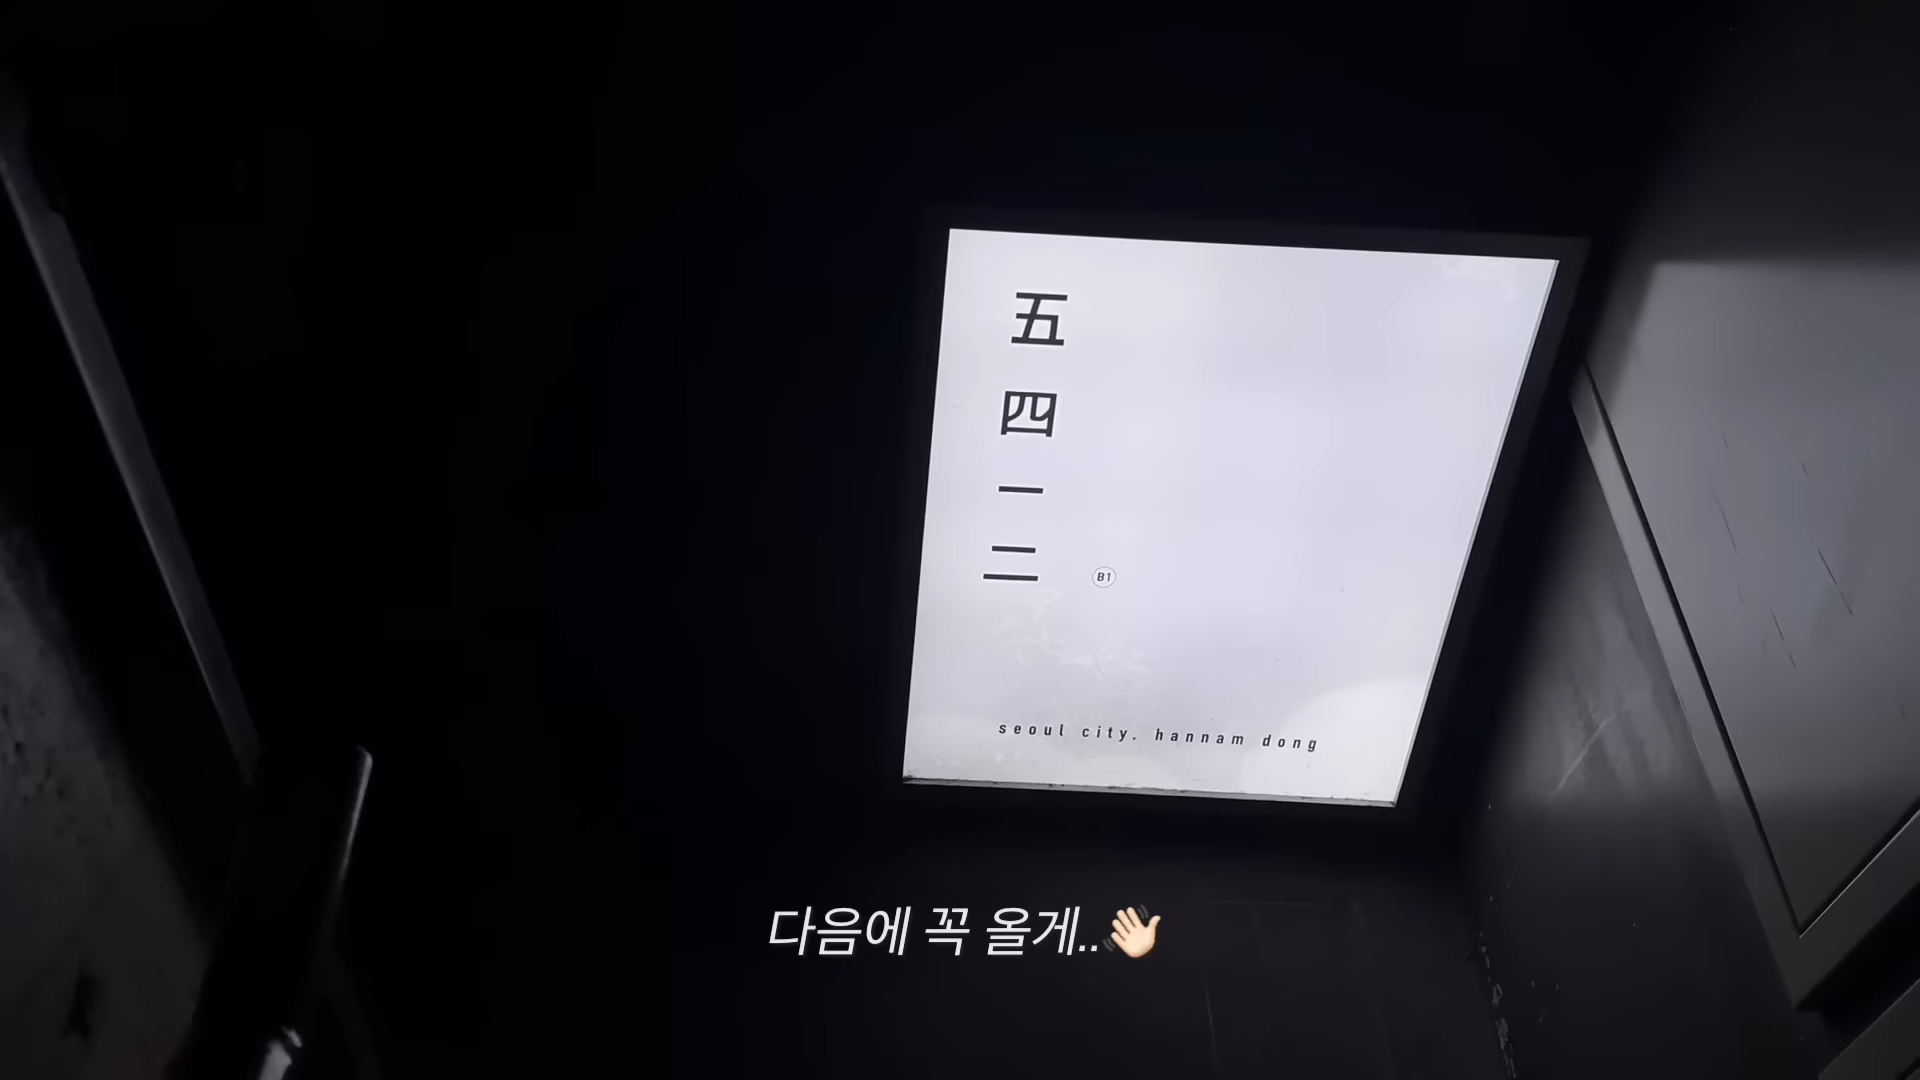 五
四
一
二 B1
seoul city. hannam dong
다음에 꼭 올게..👋🏻